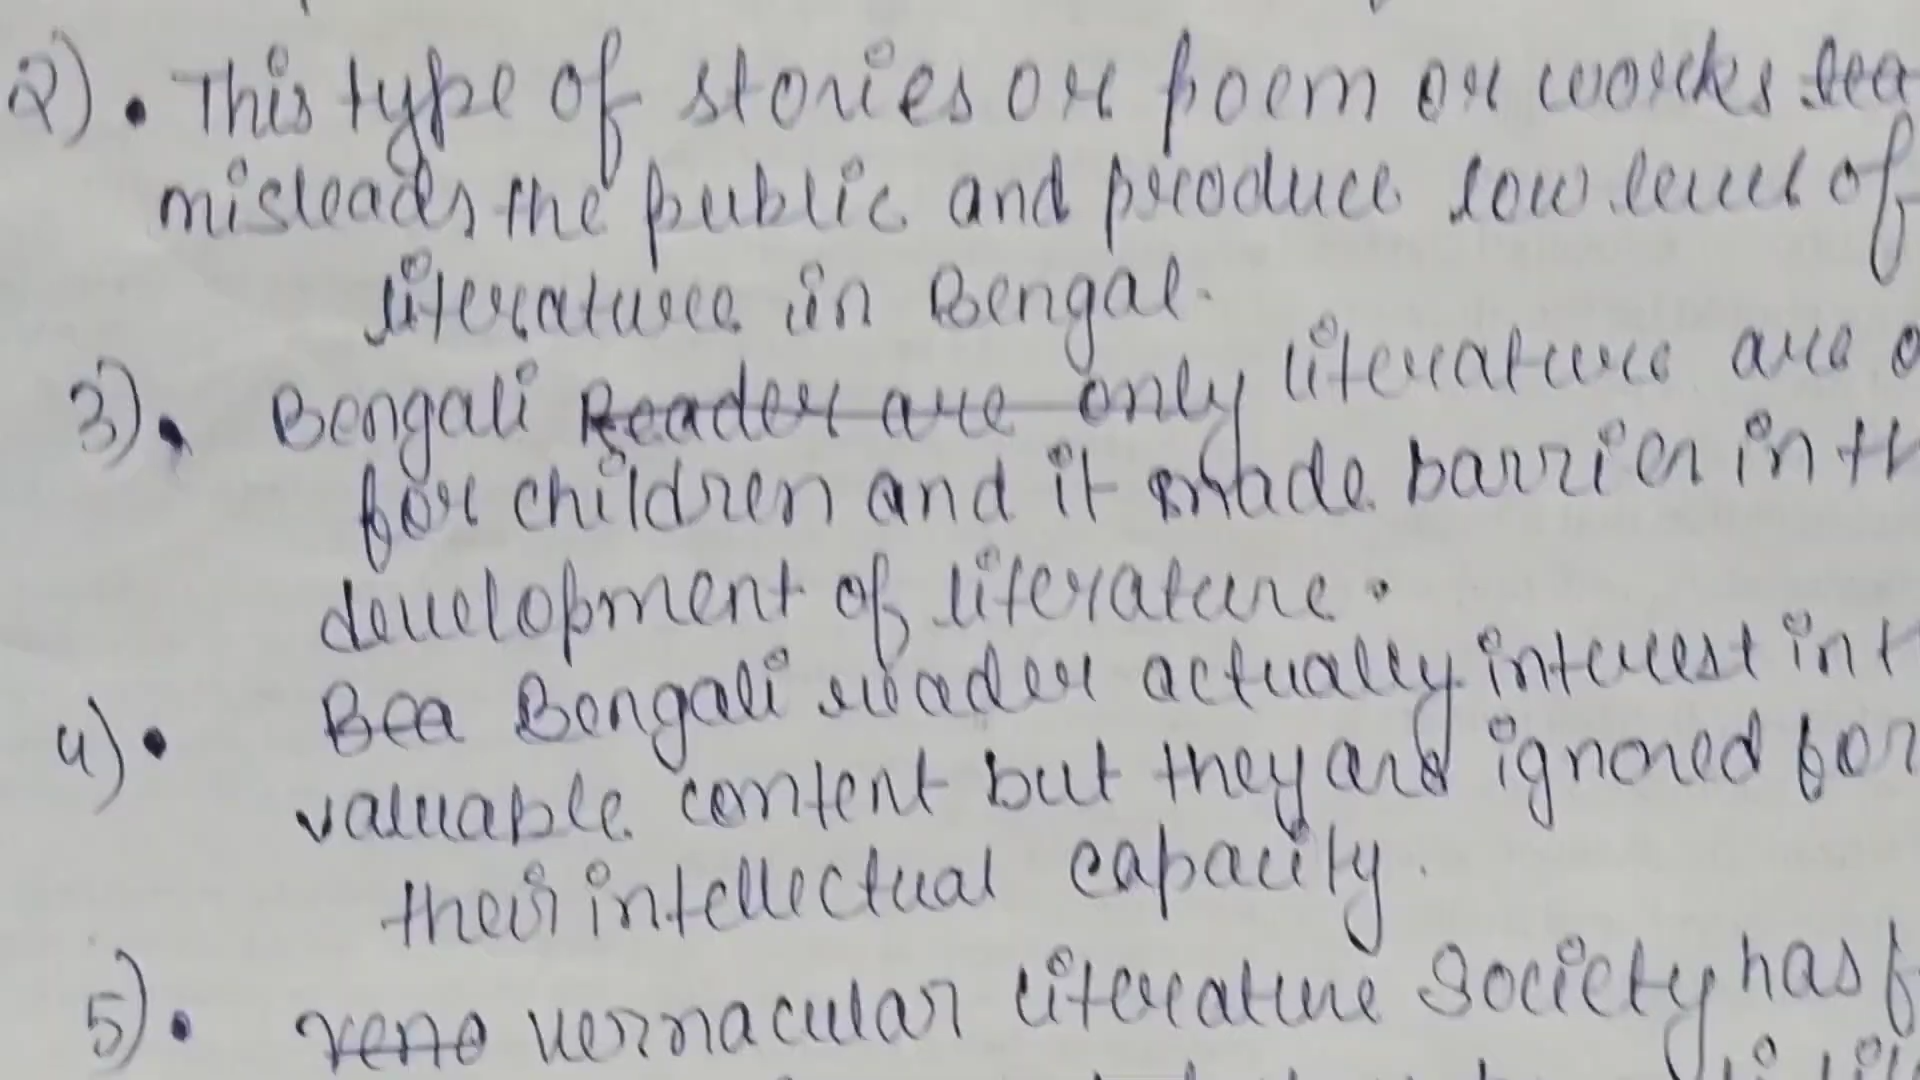 2). This type of stories or poem or works
misleads the public and produce low level of
literature in Bengal.
3). Bengali Reader are only literature are
for children and it made barrier in
development of literature.
4). Bea Bengali reader actually interest in
valuable content but they are ignored for
their intellectual capacity.
5). vernacular literature Society has